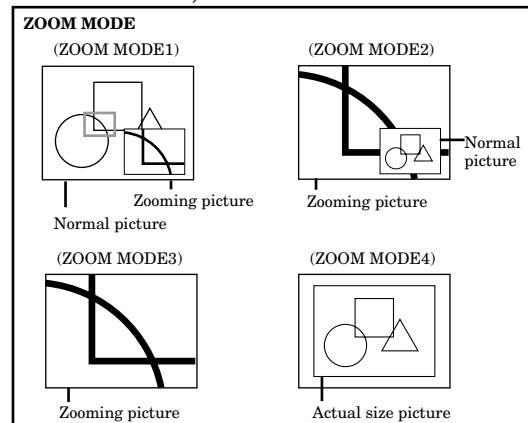 ZOOM MODE
(ZOOM MODE1)
(ZOOM MODE2)
Normal
picture
Zooming picture
Normal picture
Zooming picture
(ZOOM MODE3)
(ZOOM MODE4)
Zooming picture
Actual size picture